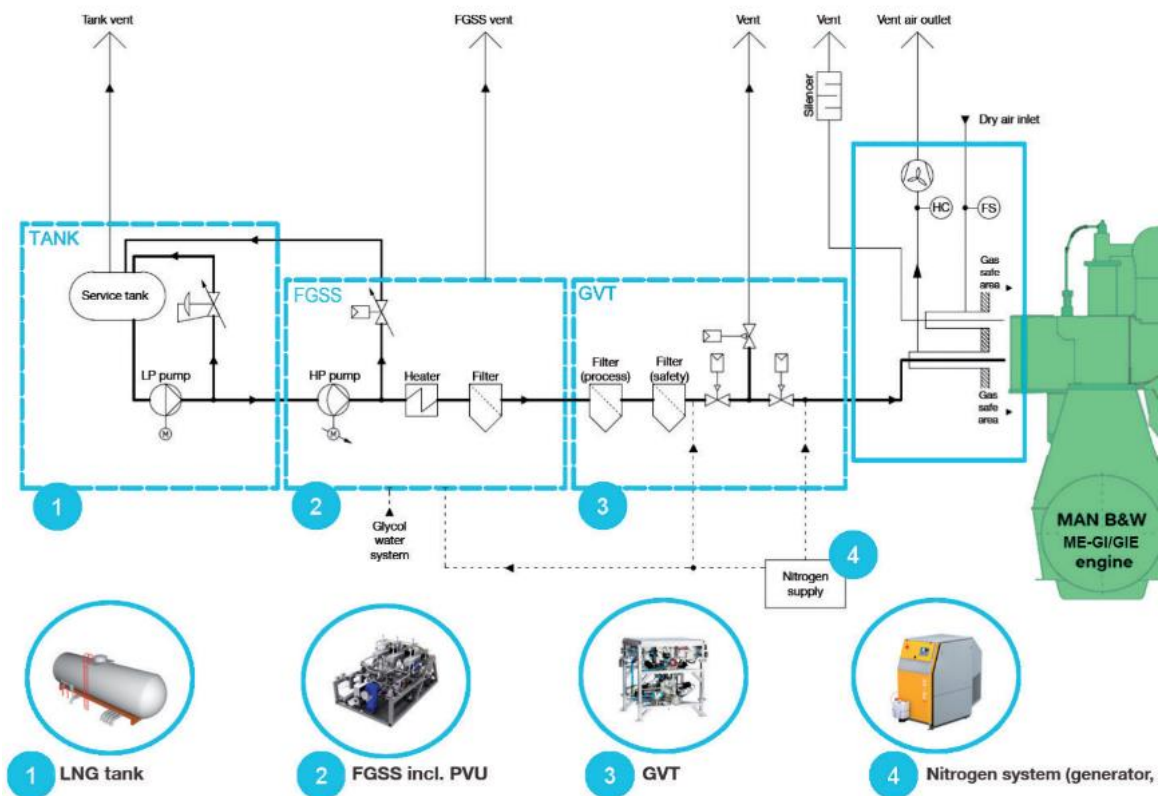 Tank vent
FGSS vent
Vent
Vent
Vent air outlet
Silencer
Dry air inlet
HC
FS
TANK
Service tank
FGSS
GVT
Gas
safe
area
LP pump
M
HP pump
M
Heater
Filter
Filter
(process)
Filter
(safety)
Gas
safe
area
1
2
3
Glycol
water
system
4
Nitrogen
supply
MAN B&W
ME-GI/GIE
engine
1 LNG tank
2 FGSS incl. PVU
3 GVT
4 Nitrogen system (generator,